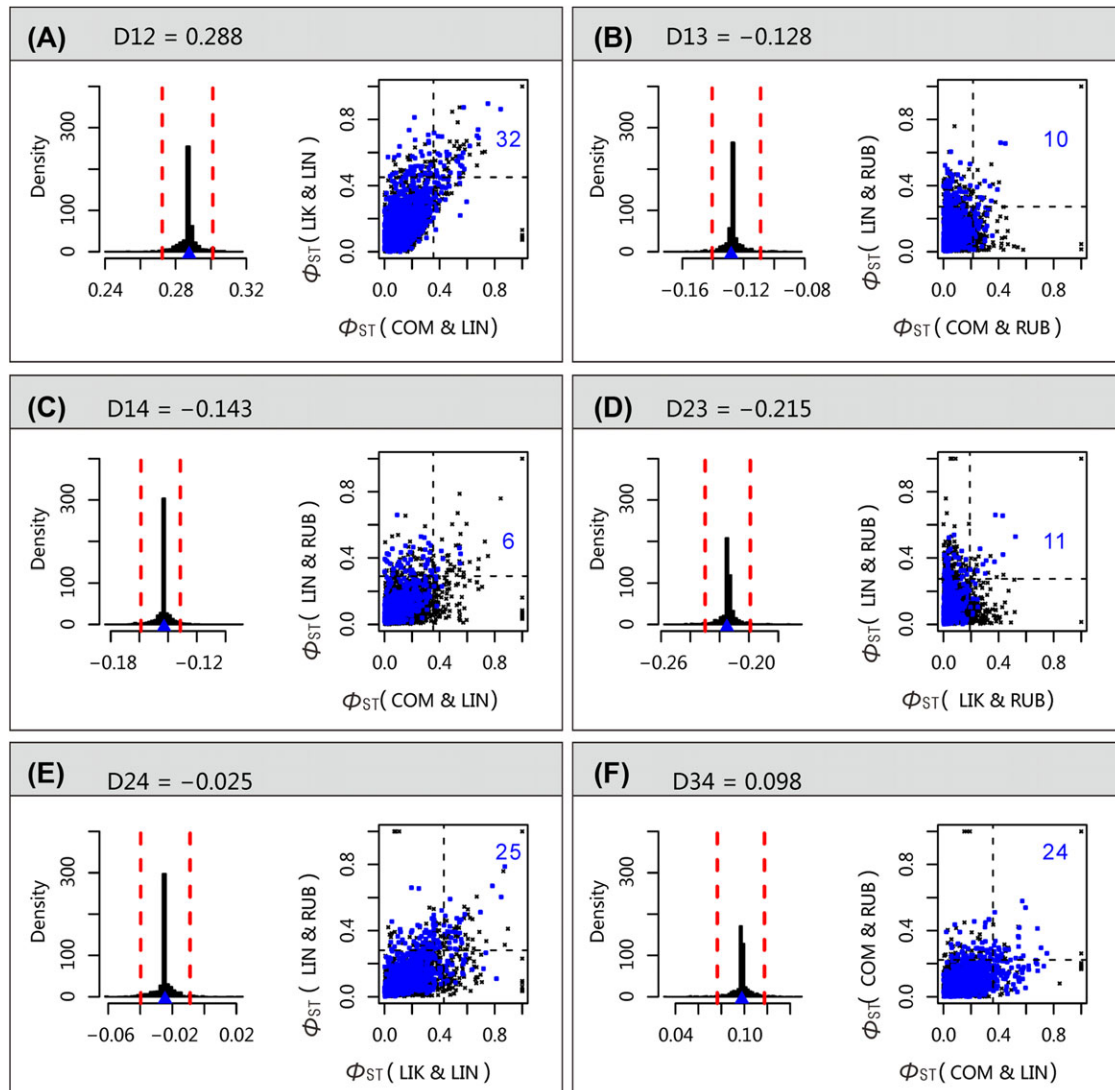 (A) D12 = 0.288
Density
0 100 300
0.24 0.28 0.32
ΦST( LIK & LIN)
0.0 0.4 0.8
32
0.0 0.4 0.8
ΦST( COM & LIN)
(B) D13 = −0.128
Density
0 100 300
−0.16 −0.12 −0.08
ΦST( LIN & RUB)
0.0 0.4 0.8
10
0.0 0.4 0.8
ΦST( COM & RUB)
(C) D14 = −0.143
Density
0 100 300
−0.18 −0.12
ΦST( LIN & RUB)
0.0 0.4 0.8
6
0.0 0.4 0.8
ΦST( COM & LIN)
(D) D23 = −0.215
Density
0 100 300
−0.26 −0.20
ΦST( LIN & RUB)
0.0 0.4 0.8
11
0.0 0.4 0.8
ΦST( LIK & RUB)
(E) D24 = −0.025
Density
0 100 300
−0.06 −0.02 0.02
ΦST( LIN & RUB)
0.0 0.4 0.8
25
0.0 0.4 0.8
ΦST( LIK & LIN)
(F) D34 = 0.098
Density
0 100 300
0.04 0.10
ΦST( COM & RUB)
0.0 0.4 0.8
24
0.0 0.4 0.8
ΦST( COM & LIN)